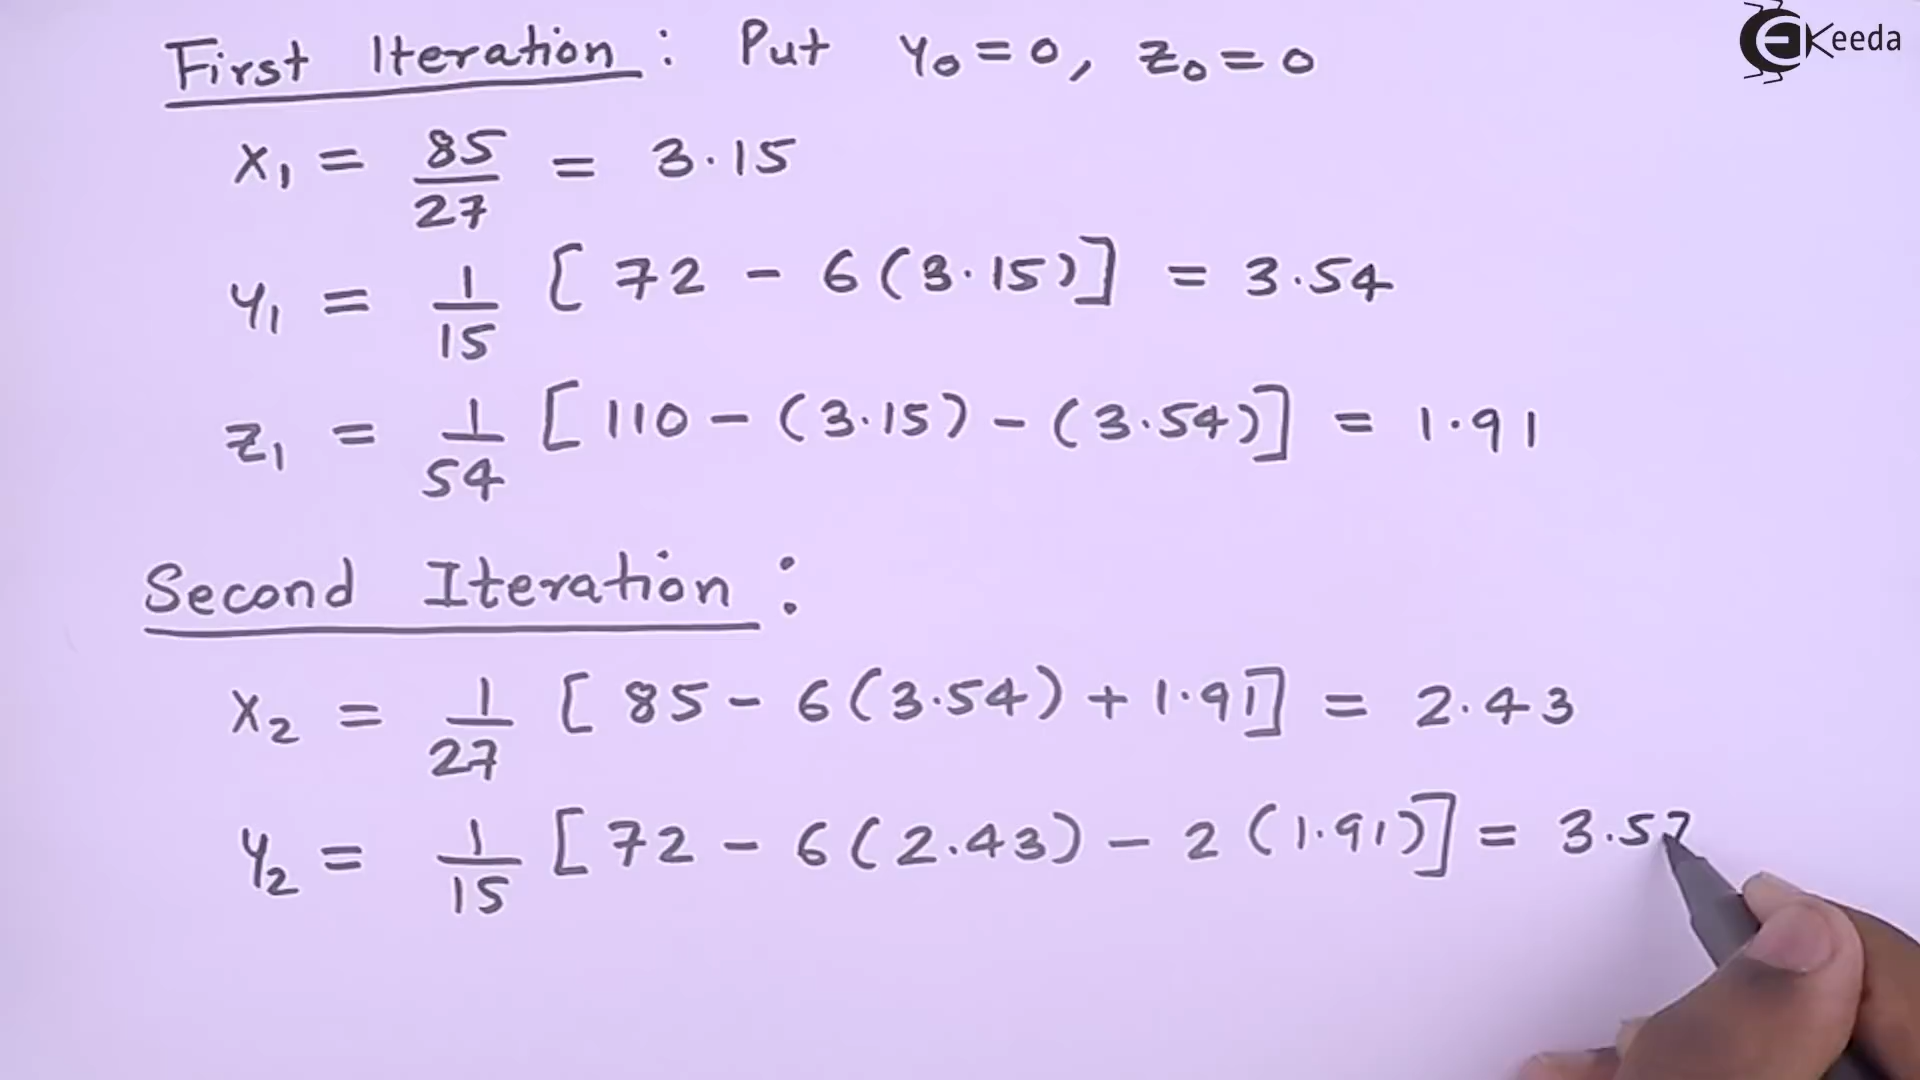 First Iteration : Put y₀ = 0, z₀ = 0
EKeeda
x₁ = 85/27 = 3.15
y₁ = 1/15 [ 72 - 6(3.15)] = 3.54
z₁ = 1/54 [ 110 - (3.15) - (3.54)] = 1.91
Second Iteration :
x₂ = 1/27 [ 85 - 6(3.54) + 1.91] = 2.43
y₂ = 1/15 [ 72 - 6(2.43) - 2(1.91)] = 3.57